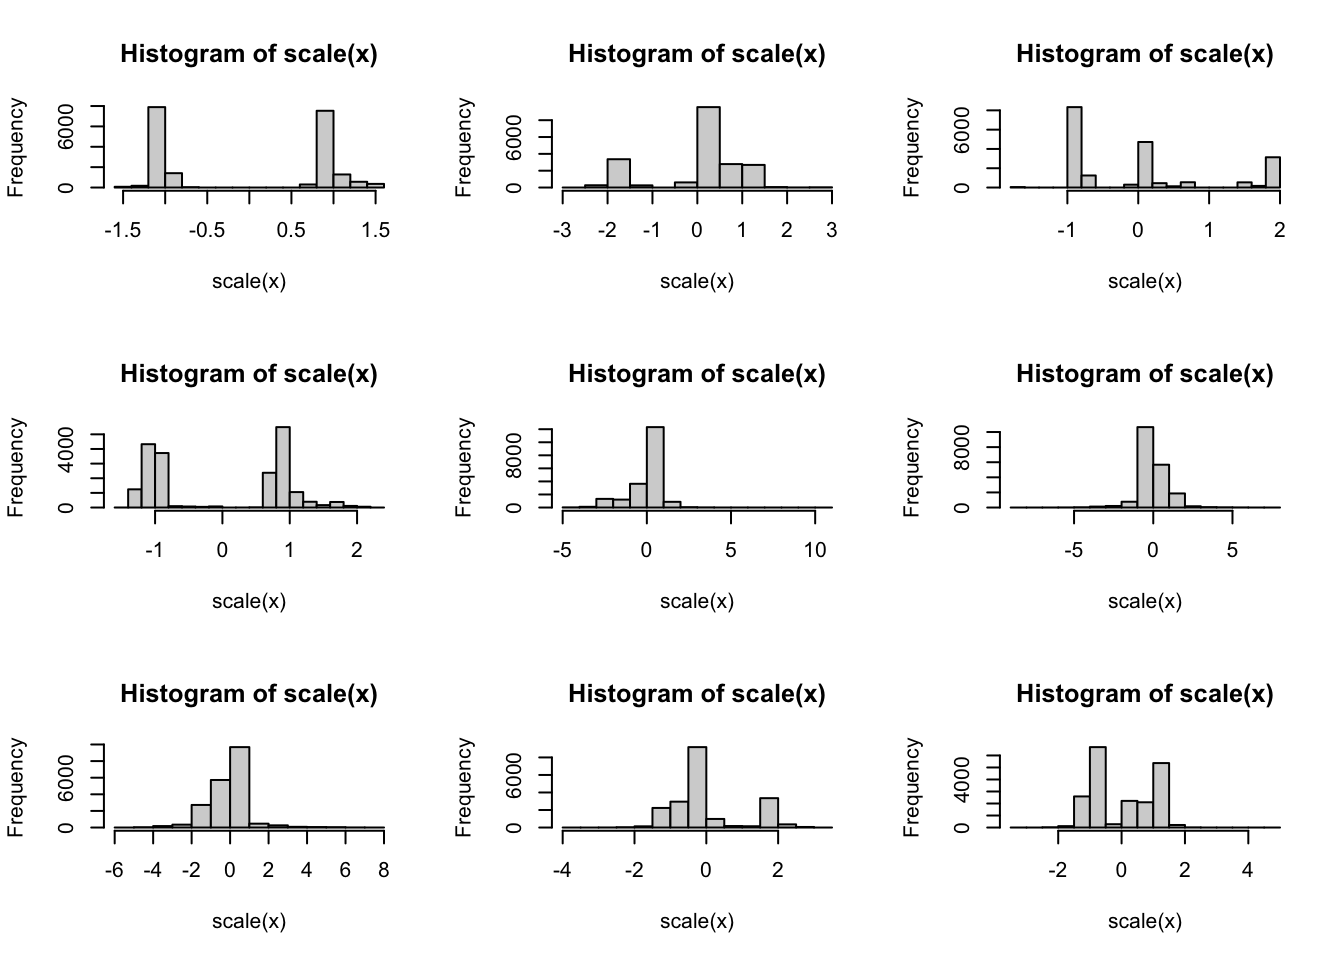 Histogram of scale(x)
Frequency
0 6000
-1.5 -0.5 0.5 1.5
scale(x)
Histogram of scale(x)
Frequency
0 6000
-3 -2 -1 0 1 2 3
scale(x)
Histogram of scale(x)
Frequency
0 6000
-1 0 1 2
scale(x)
Histogram of scale(x)
Frequency
0 4000
-1 0 1 2
scale(x)
Histogram of scale(x)
Frequency
0 8000
-5 0 5 10
scale(x)
Histogram of scale(x)
Frequency
0 8000
-5 0 5
scale(x)
Histogram of scale(x)
Frequency
0 6000
-6 -4 -2 0 2 4 6 8
scale(x)
Histogram of scale(x)
Frequency
0 6000
-4 -2 0 2
scale(x)
Histogram of scale(x)
Frequency
0 4000
-2 0 2 4
scale(x)